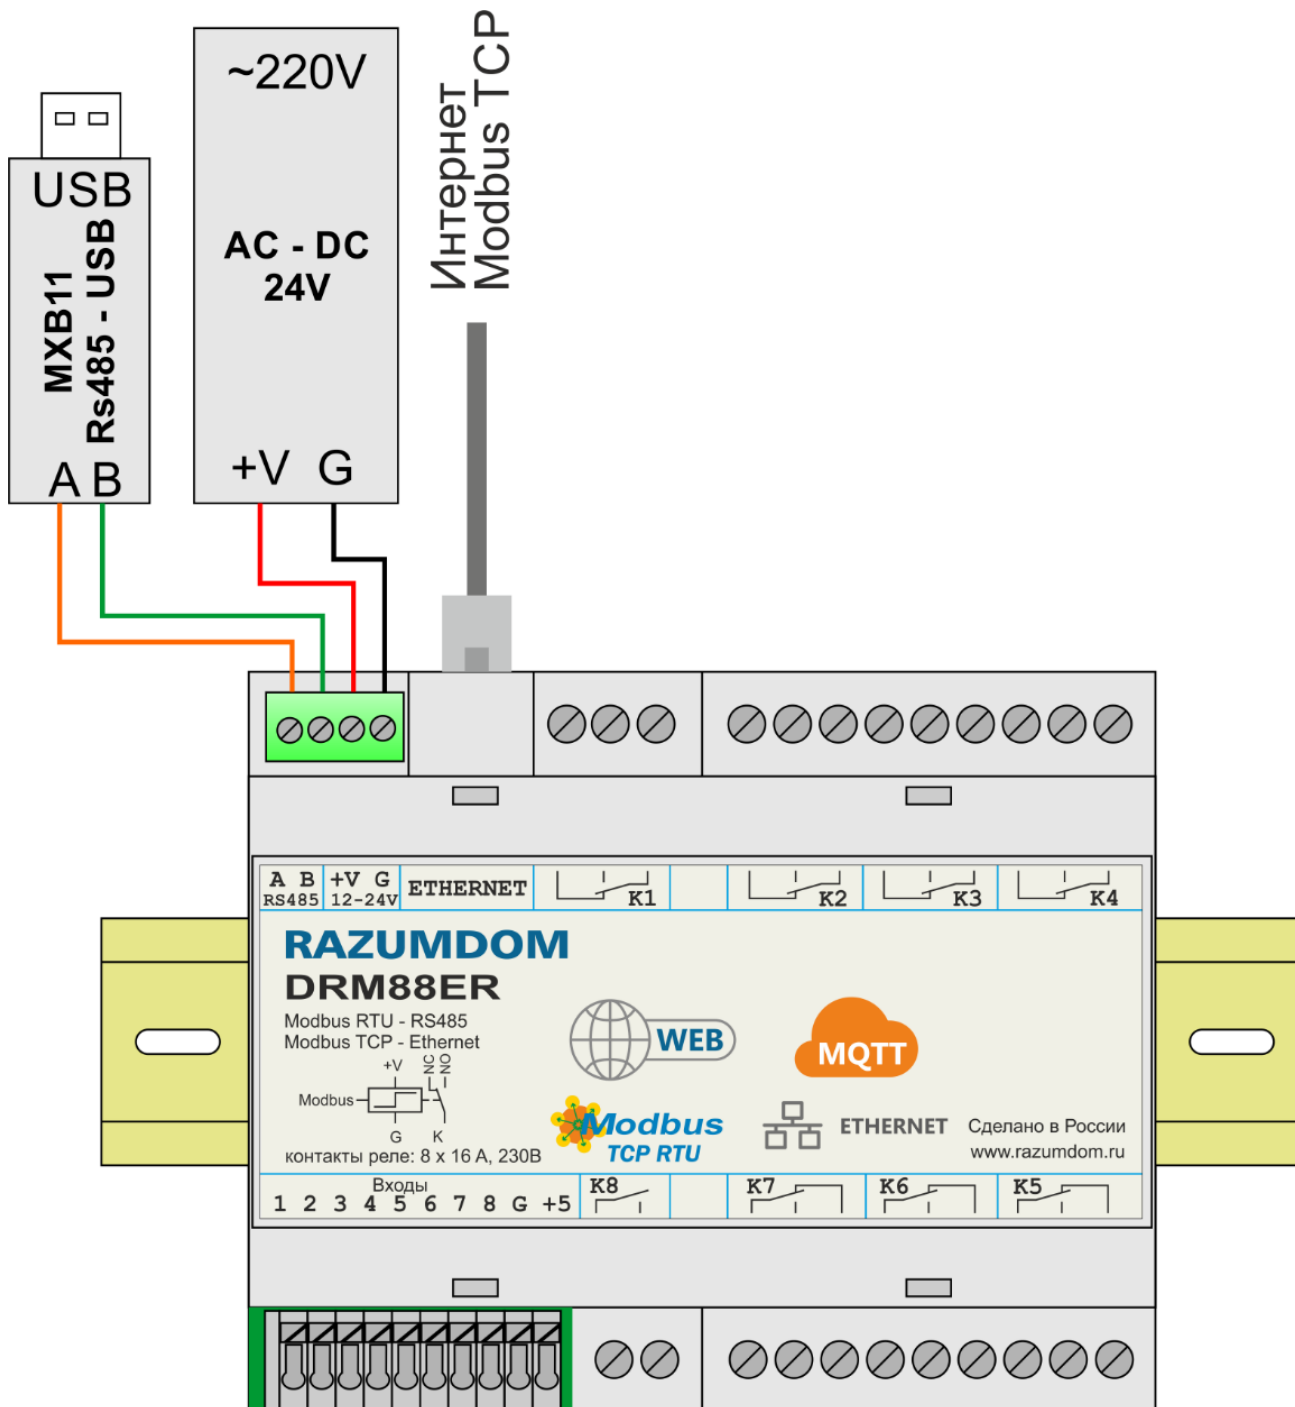 ~220V
AC - DC
24V
+V G
USB
MXB11
Rs485 - USB
A B
Интернет
Modbus TCP
A B
RS485
+V G
12-24V
ETHERNET
K1
K2
K3
K4
RAZUMDOM
DRM88ER
Modbus RTU - RS485
Modbus TCP - Ethernet
+V
NC
NO
Modbus
G
K
контакты реле: 8 x 16 A, 230В
WEB
MQTT
Modbus
TCP RTU
ETHERNET
Сделано в России
www.razumdom.ru
Входы
1 2 3 4 5 6 7 8 G +5
K8
K7
K6
K5